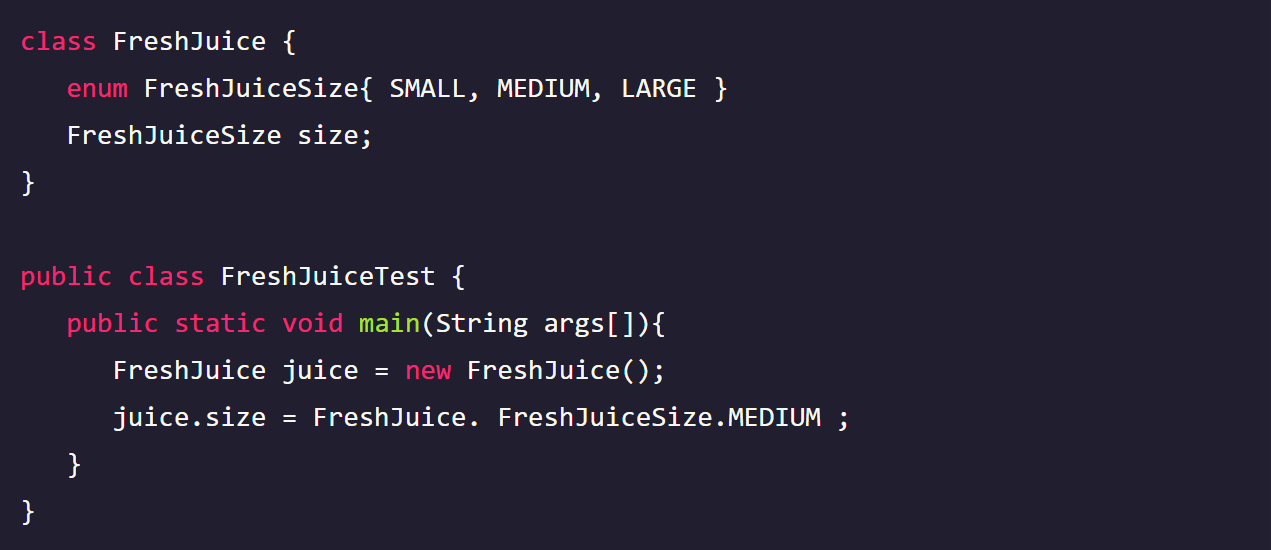 class FreshJuice {
   enum FreshJuiceSize{ SMALL, MEDIUM, LARGE }
   FreshJuiceSize size;
}

public class FreshJuiceTest {
   public static void main(String args[]){
      FreshJuice juice = new FreshJuice();
      juice.size = FreshJuice. FreshJuiceSize.MEDIUM ;
   }
}